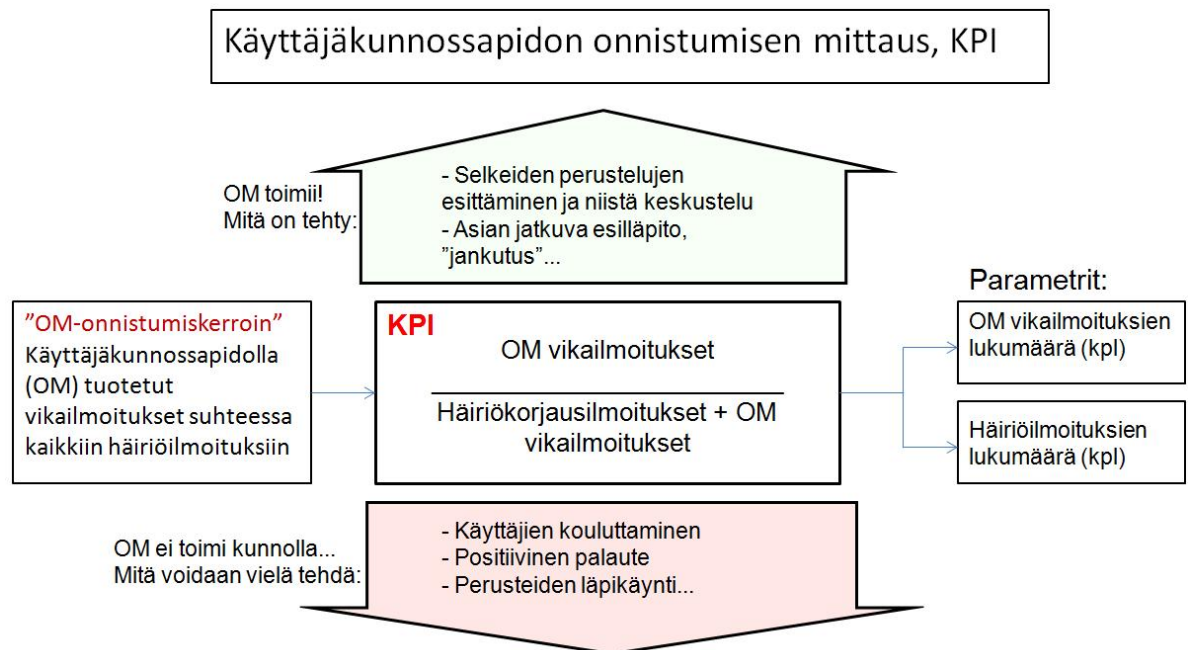 Käyttäjäkunnossapidon onnistumisen mittaus, KPI
OM toimii!
Mitä on tehty:
- Selkeiden perustelujen
esittäminen ja niistä keskustelu
- Asian jatkuva esilläpito,
”jankutus”...
”OM-onnistumiskerroin”
Käyttäjäkunnossapidolla
(OM) tuotetut
vikailmoitukset suhteessa
kaikkiin häiriöilmoituksiin
KPI
OM vikailmoitukset
Häiriökorjausilmoitukset + OM
vikailmoitukset
Parametrit:
OM vikailmoituksien
lukumäärä (kpl)
Häiriöilmoituksien
lukumäärä (kpl)
OM ei toimi kunnolla...
Mitä voidaan vielä tehdä:
- Käyttäjien kouluttaminen
- Positiivinen palaute
- Perusteiden läpikäynti...